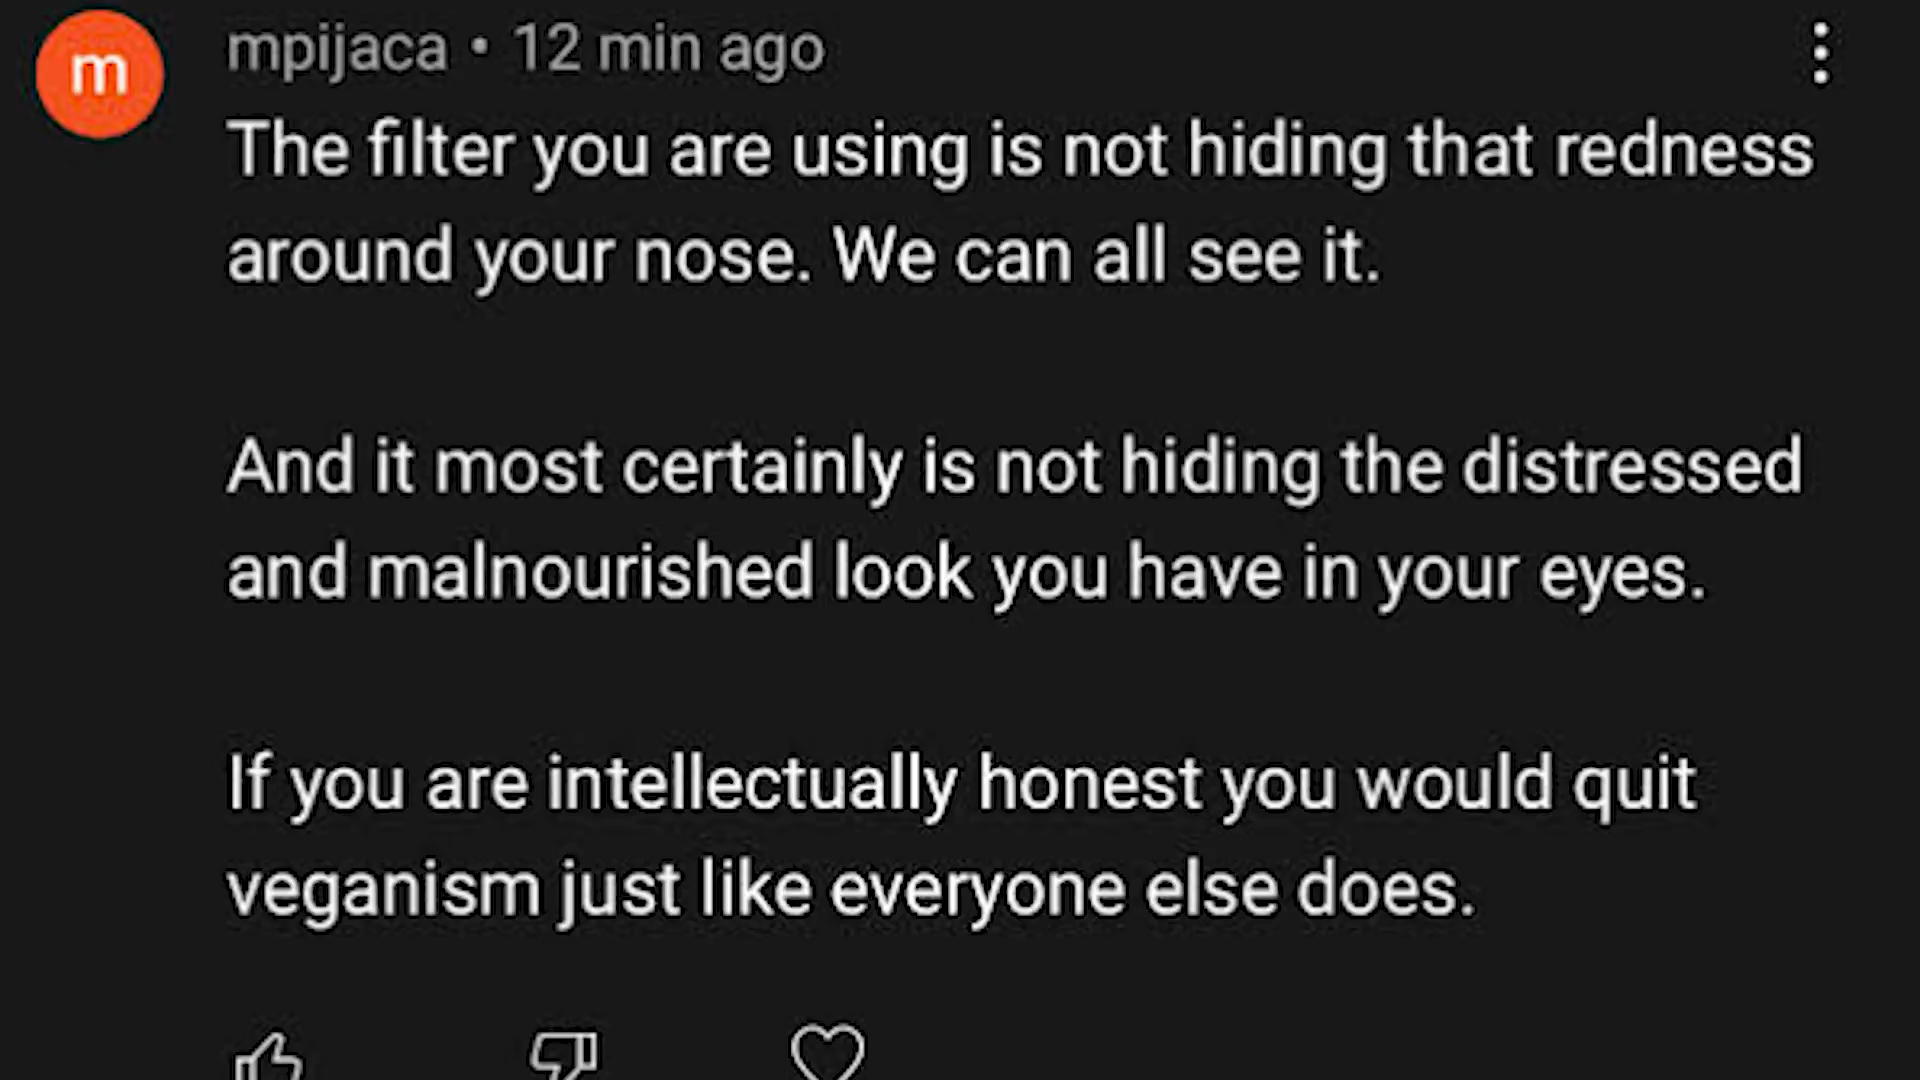 m
mpijaca • 12 min ago
The filter you are using is not hiding that redness
around your nose. We can all see it.
And it most certainly is not hiding the distressed
and malnourished look you have in your eyes.
If you are intellectually honest you would quit
veganism just like everyone else does.